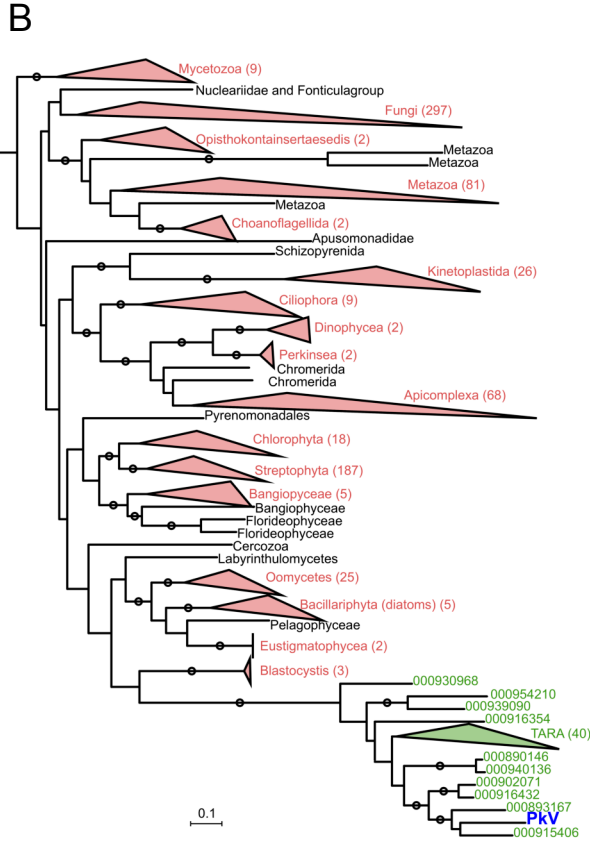 B
Mycetozoa (9)
Nucleariidae and Fonticulagroup
Fungi (297)
Opisthokontainsertaesedis (2)
Metazoa
Metazoa
Metazoa (81)
Metazoa
Choanoflagellida (2)
Apusomonadidae
Schizopyrenida
Kinetoplastida (26)
Ciliophora (9)
Dinophycea (2)
Perkinsea (2)
Chromerida
Chromerida
Apicomplexa (68)
Pyrenomonadales
Chlorophyta (18)
Streptophyta (187)
Bangiopyceae (5)
Bangiophyceae
Florideophyceae
Florideophyceae
Cercozoa
Labyrinthulomycetes
Oomycetes (25)
Bacillariphyta (diatoms) (5)
Pelagophyceae
Eustigmatophycea (2)
Blastocystis (3)
000930968
000954210
000939090
000916354
TARA (40)
000890146
000940136
000902071
000916432
000893167
PkV
000915406
0.1